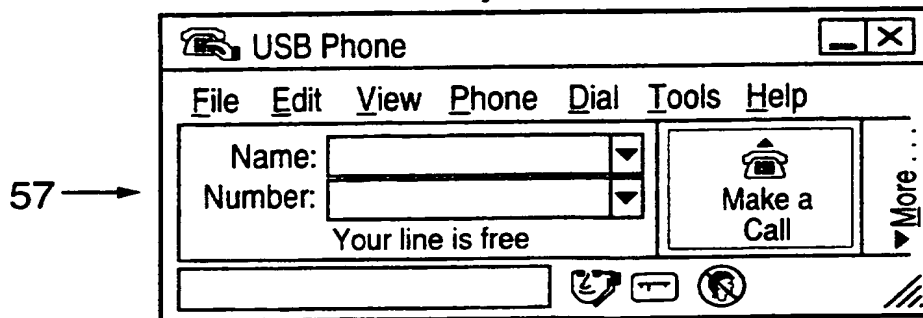 USB Phone
File Edit View Phone Dial Tools Help
Name:
Number:
Your line is free
Make a
Call
More ...
57